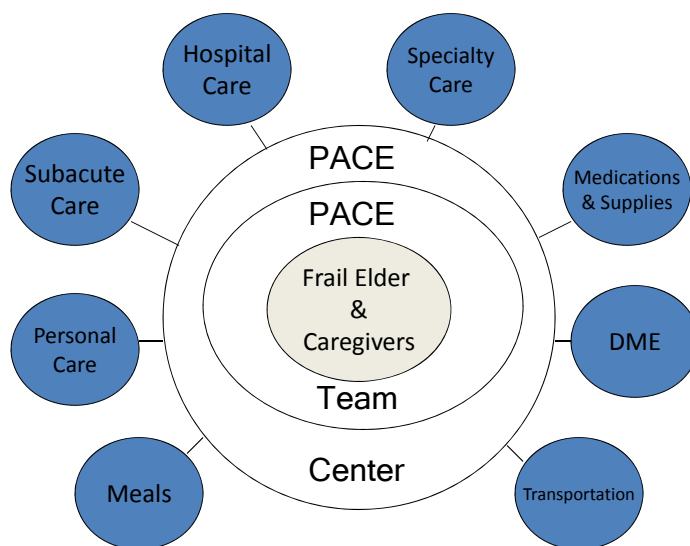 Hospital
Care
Specialty
Care
Subacute
Care
PACE
Medications
& Supplies
PACE
Frail Elder
&
Caregivers
Personal
Care
DME
Team
Center
Meals
Transportation